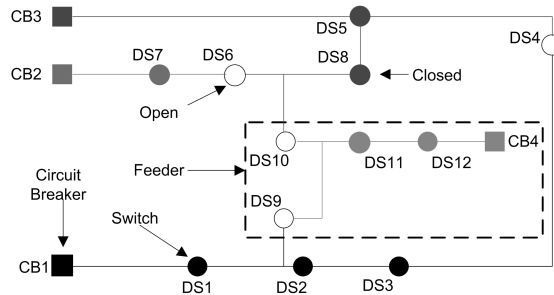 CB3
DS5
DS4
DS7
DS6
DS8
CB2
Closed
Open
DS10
DS11
DS12
CB4
Circuit
Breaker
Feeder
DS9
Switch
CB1
DS1
DS2
DS3